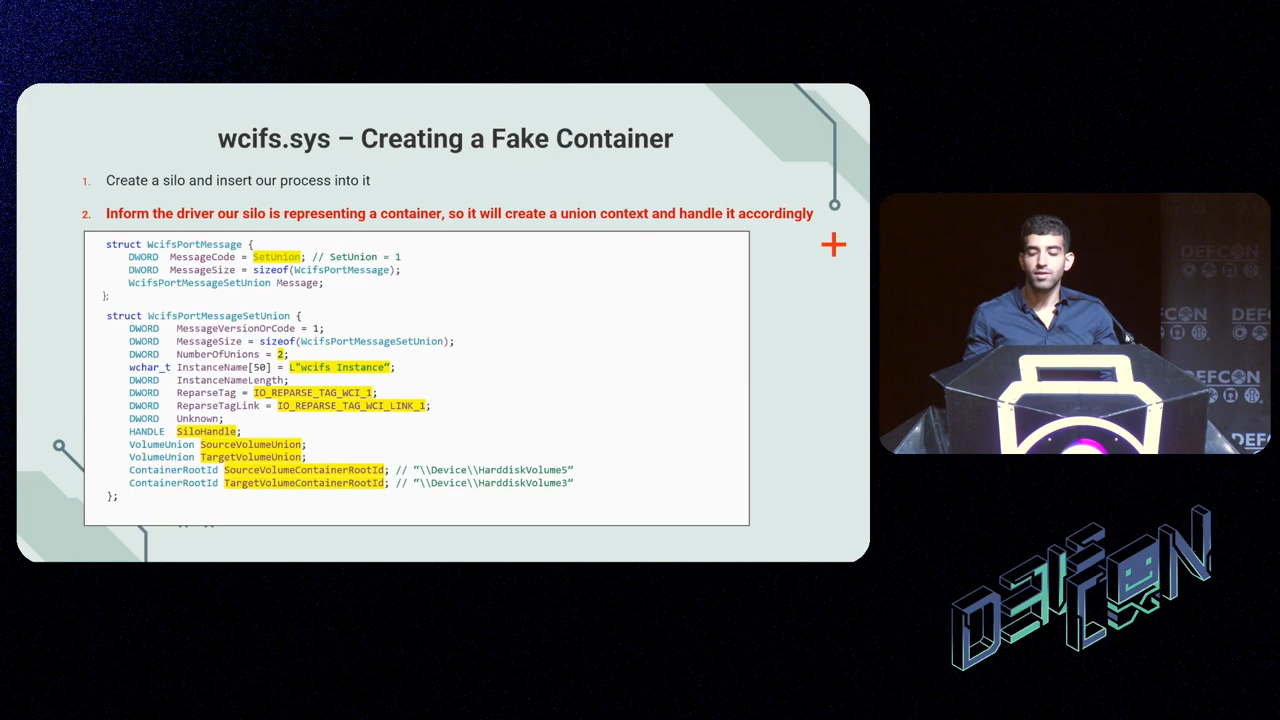 wcifs.sys – Creating a Fake Container
1. Create a silo and insert our process into it
2. Inform the driver our silo is representing a container, so it will create a union context and handle it accordingly
struct WcifsPortMessage {
DWORD MessageCode = SetUnion; // SetUnion = 1
DWORD MessageSize = sizeof(WcifsPortMessage);
WcifsPortMessageSetUnion Message;
};
struct WcifsPortMessageSetUnion {
DWORD MessageVersionOrCode = 1;
DWORD MessageSize = sizeof(WcifsPortMessageSetUnion);
DWORD NumberOfUnions = 2;
wchar_t InstanceName[50] = L"wcifs Instance”;
DWORD InstanceNameLength;
DWORD ReparseTag = IO_REPARSE_TAG_WCI_1;
DWORD ReparseTagLink = IO_REPARSE_TAG_WCI_LINK_1;
DWORD Unknown;
HANDLE SiloHandle;
VolumeUnion SourceVolumeUnion;
VolumeUnion TargetVolumeUnion;
ContainerRootId SourceVolumeContainerRootId; // “\\Device\\HarddiskVolume5”
ContainerRootId TargetVolumeContainerRootId; // “\\Device\\HarddiskVolume3”
};
DEFCON
DEFCON
DEFCON
DEFCON